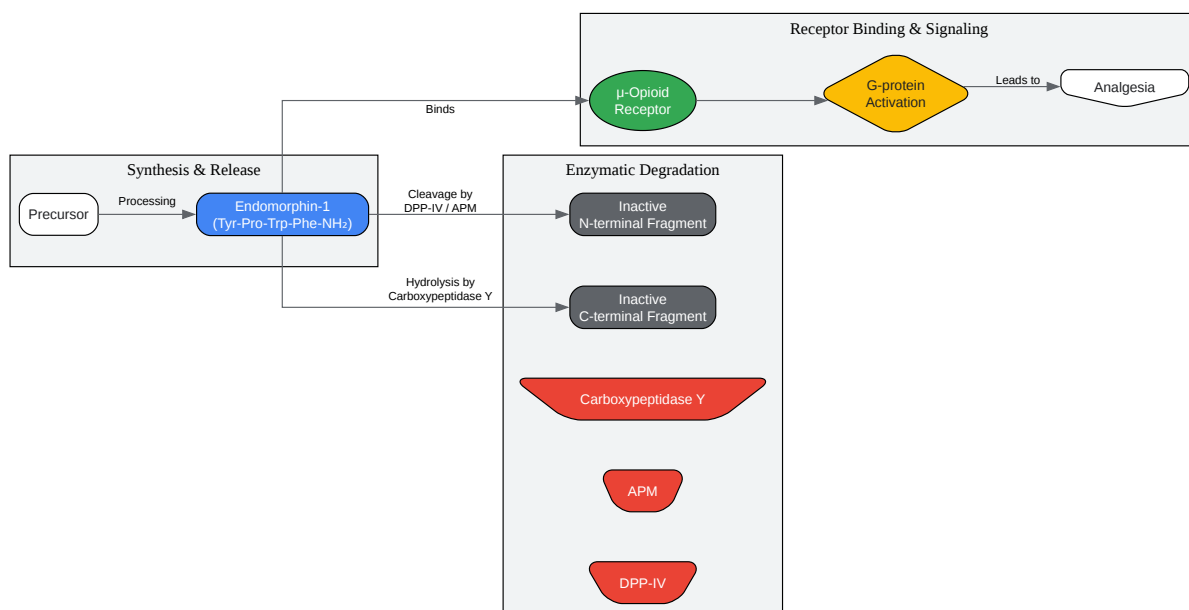 Receptor Binding & Signaling
μ-Opioid
Receptor
G-protein
Activation
Leads to
Analgesia
Binds
Synthesis & Release
Precursor
Processing
Endomorphin-1
(Tyr-Pro-Trp-Phe-NH₂)
Cleavage by
DPP-IV / APM
Hydrolysis by
Carboxypeptidase Y
Enzymatic Degradation
Inactive
N-terminal Fragment
Inactive
C-terminal Fragment
Carboxypeptidase Y
APM
DPP-IV